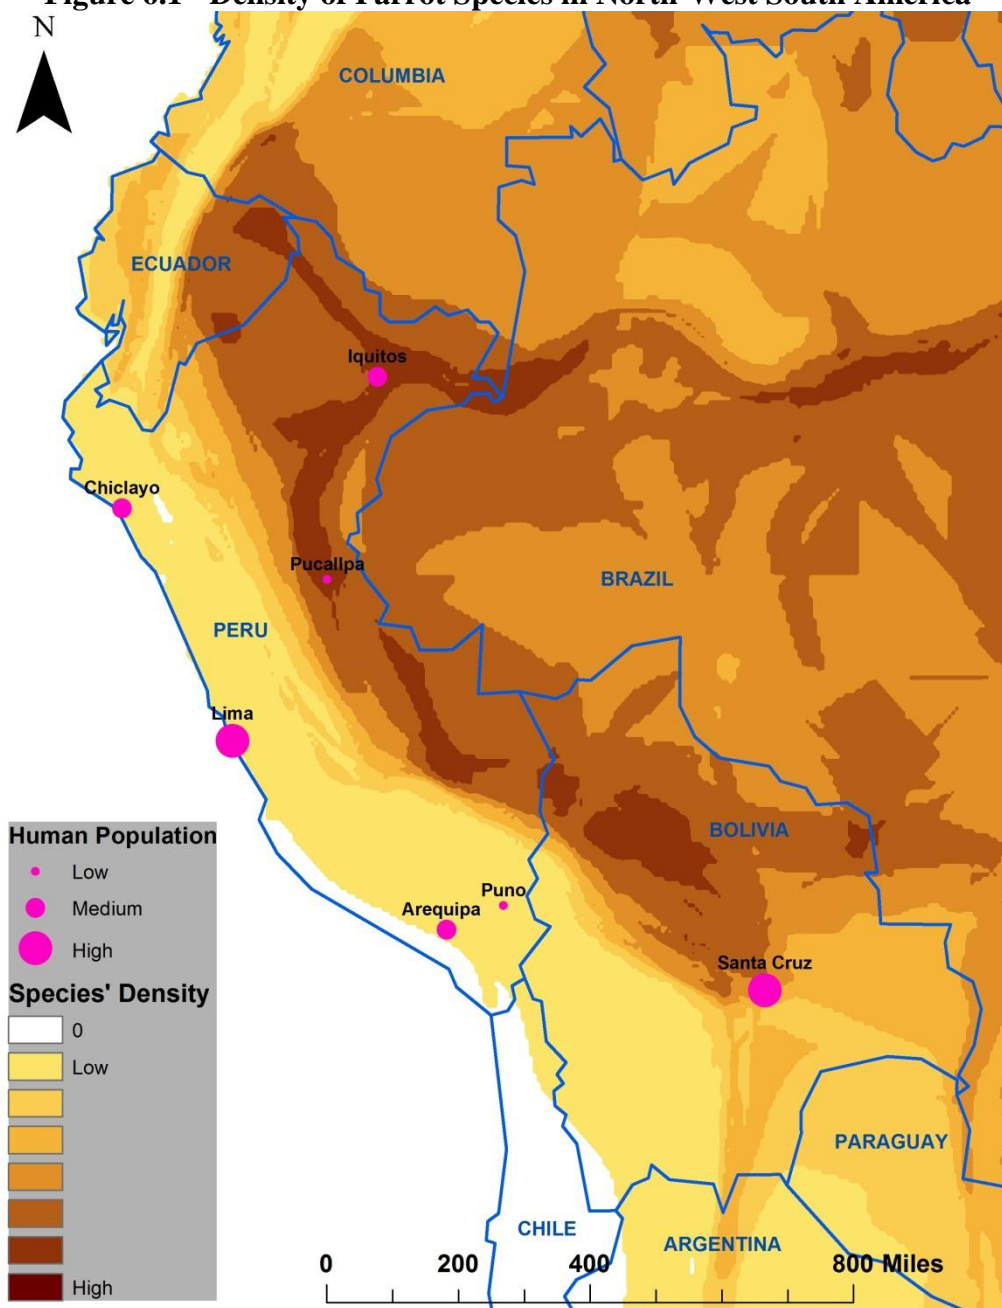 Figure 6.1 - Density of Parrot Species in North-West South America
N
COLUMBIA
ECUADOR
Iquitos
Chiclayo
Pucallpa
BRAZIL
PERU
Lima
Human Population
Low
Medium
High
BOLIVIA
Puno
Arequipa
Santa Cruz
Species' Density
0
Low
High
PARAGUAY
CHILE
ARGENTINA
0 200 400 800 Miles